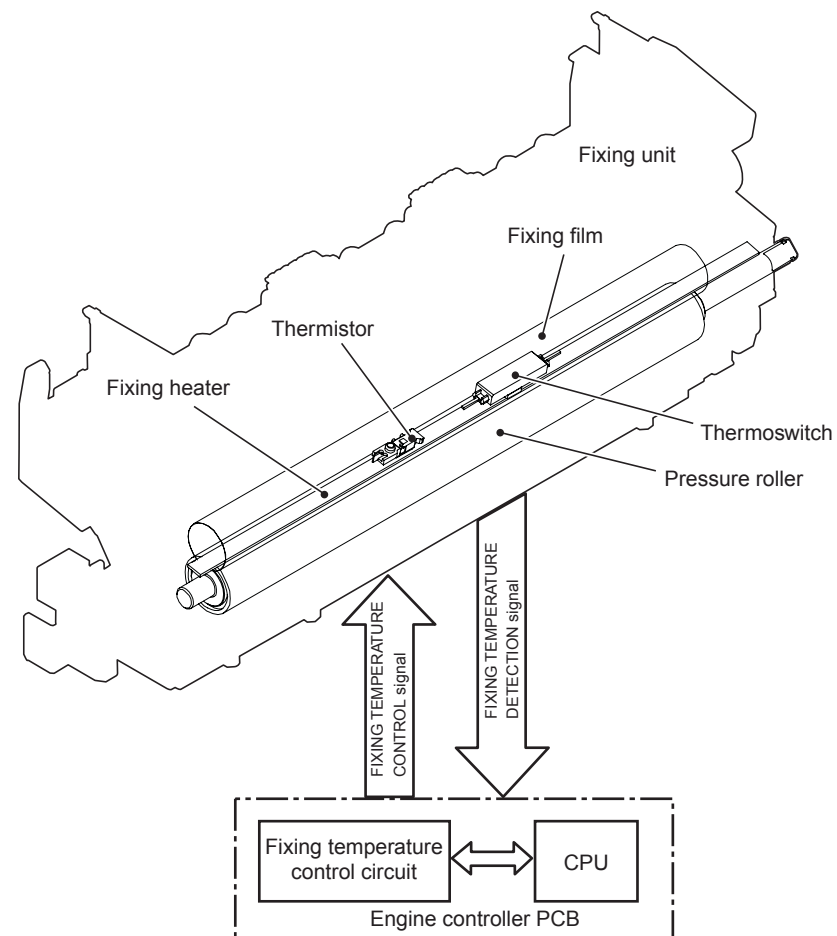 Fixing unit
Fixing film
Thermistor
Fixing heater
Thermoswitch
Pressure roller
FIXING TEMPERATURE
CONTROL signal
FIXING TEMPERATURE
DETECTION signal
Fixing temperature
control circuit
CPU
Engine controller PCB